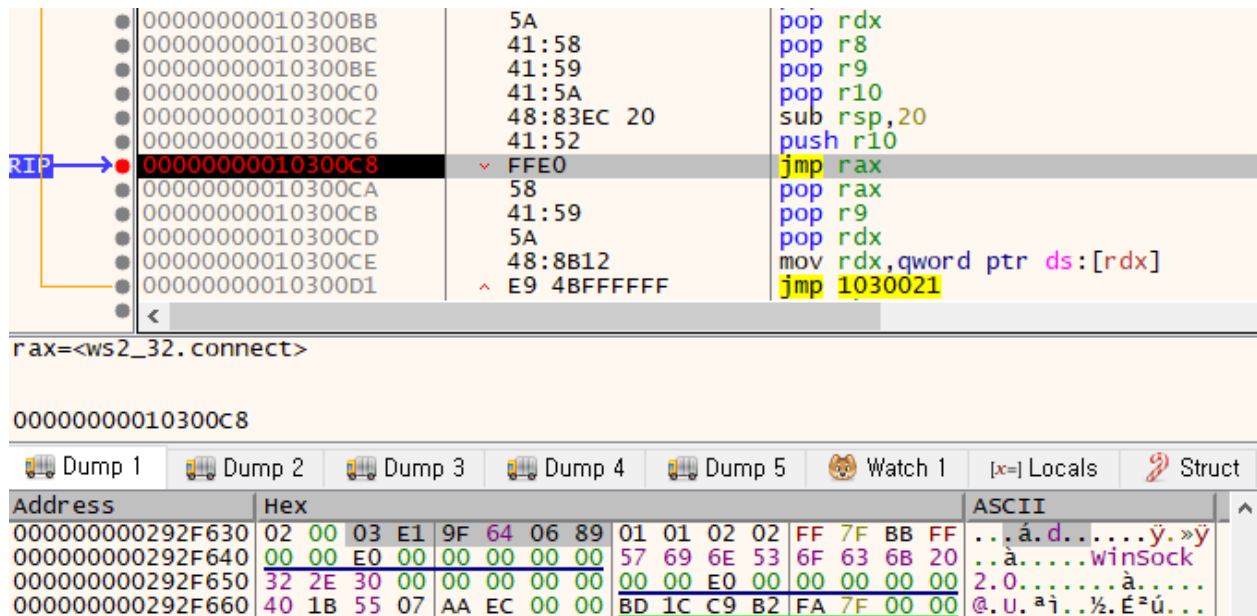 00000000010300BB 5A pop rdx
00000000010300BC 41:58 pop r8
00000000010300BE 41:59 pop r9
00000000010300C0 41:5A pop r10
00000000010300C2 48:83EC 20 sub rsp,20
00000000010300C6 41:52 push r10
RIP 00000000010300C8 FFE0 jmp rax
00000000010300CA 58 pop rax
00000000010300CB 41:59 pop r9
00000000010300CD 5A pop rdx
00000000010300CE 48:8B12 mov rdx,qword ptr ds:[rdx]
00000000010300D1 E9 4BFFFFFF jmp 1030021
rax=<ws2_32.connect>
00000000010300C8
Dump 1 Dump 2 Dump 3 Dump 4 Dump 5 Watch 1 [x=] Locals Struct
Address Hex ASCII
000000000292F630 02 00 03 E1 9F 64 06 89 01 01 02 02 FF 7F BB FF ...á.d......ÿ.»ÿ
000000000292F640 00 00 E0 00 00 00 00 00 57 69 6E 53 6F 63 6B 20 ..à.....WinSock
000000000292F650 32 2E 30 00 00 00 00 00 00 00 E0 00 00 00 00 00 2.0.......à.....
000000000292F660 40 1B 55 07 AA EC 00 00 BD 1C C9 B2 FA 7F 00 00 @.U.ªì..½.É²ú...